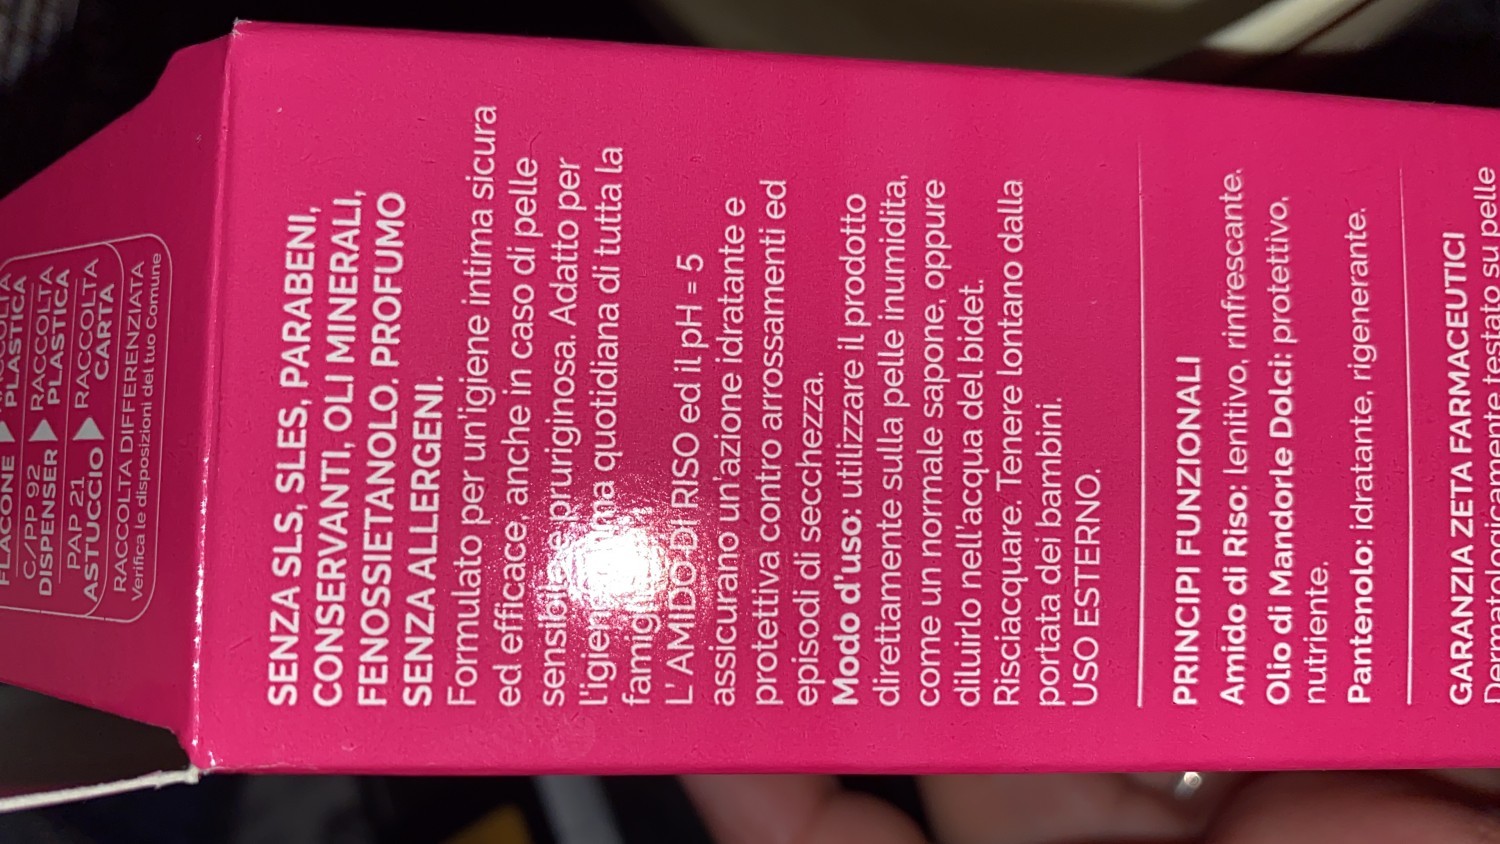 FLACONE ▶ PLASTICA
C/PP 92
DISPENSER ▶ RACCOLTA
PLASTICA
PAP 21
ASTUCCIO ▶ RACCOLTA
CARTA
RACCOLTA DIFFERENZIATA
Verifica le disposizioni del tuo Comune
SENZA SLS, SLES, PARABENI,
CONSERVANTI, OLI MINERALI,
FENOSSIETANOLO. PROFUMO
SENZA ALLERGENI.
Formulato per un'igiene intima sicura
ed efficace, anche in caso di pelle
sensibile e pruriginosa. Adatto per
l'igiene intima quotidiana di tutta la
famiglia.
L'AMIDO DI RISO ed il pH = 5
assicurano un'azione idratante e
protettiva contro arrossamenti ed
episodi di secchezza.
Modo d'uso: utilizzare il prodotto
direttamente sulla pelle inumidita,
come un normale sapone, oppure
diluirlo nell'acqua del bidet.
Risciacquare. Tenere lontano dalla
portata dei bambini.
USO ESTERNO.
PRINCIPI FUNZIONALI
Amido di Riso: lenitivo, rinfrescante.
Olio di Mandorle Dolci: protettivo,
nutriente.
Pantenolo: idratante, rigenerante.
GARANZIA ZETA FARMACEUTICI
Dermatologicamente testato su pelle